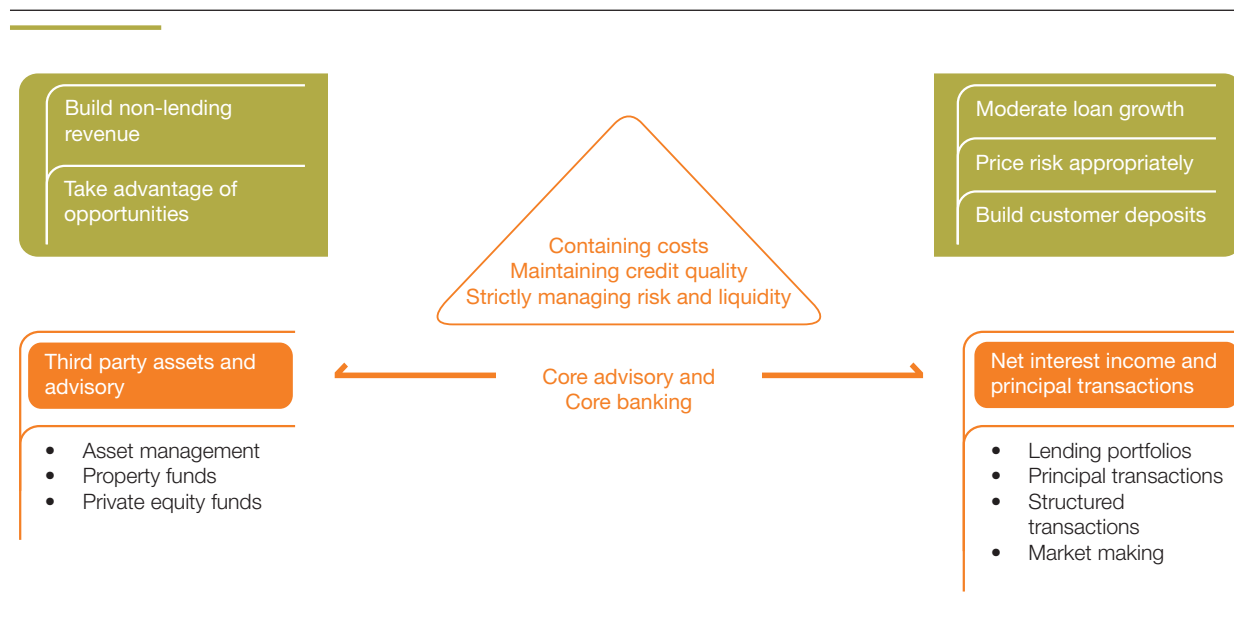 Build non-lending
revenue
Take advantage of
opportunities
Containing costs
Maintaining credit quality
Strictly managing risk and liquidity
Moderate loan growth
Price risk appropriately
Build customer deposits
Third party assets and
advisory
• Asset management
• Property funds
• Private equity funds
Core advisory and
Core banking
Net interest income and
principal transactions
• Lending portfolios
• Principal transactions
• Structured
transactions
• Market making